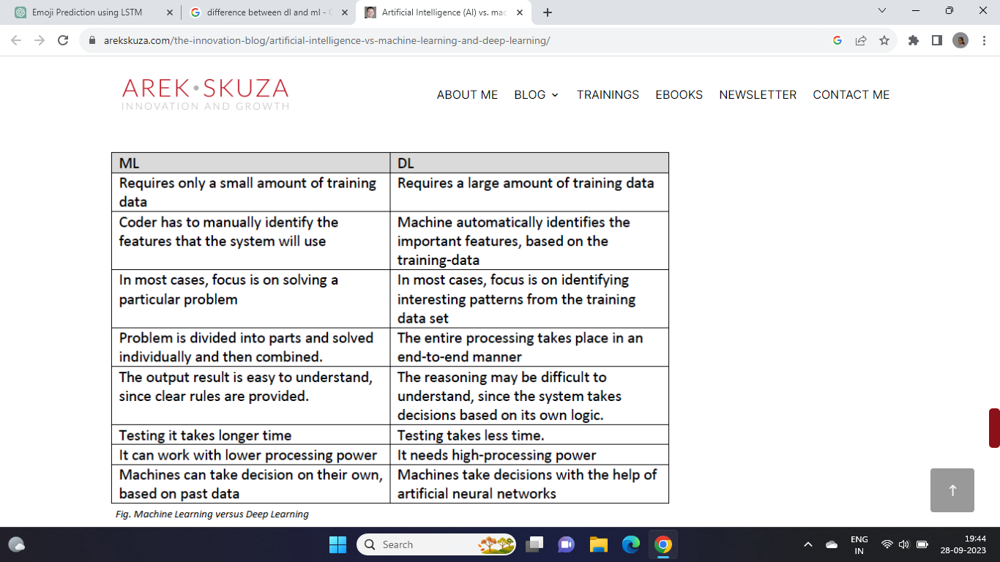 Emoji Prediction using LSTM
difference between dl and ml -
Artificial Intelligence (AI) vs. mac
arekskuza.com/the-innovation-blog/artificial-intelligence-vs-machine-learning-and-deep-learning/
AREK•SKUZA
INNOVATION AND GROWTH
ABOUT ME BLOG TRAININGS EBOOKS NEWSLETTER CONTACT ME
ML
DL
Requires only a small amount of training
data
Requires a large amount of training data
Coder has to manually identify the
features that the system will use
Machine automatically identifies the
important features, based on the
training-data
In most cases, focus is on solving a
particular problem
In most cases, focus is on identifying
interesting patterns from the training
data set
Problem is divided into parts and solved
individually and then combined.
The entire processing takes place in an
end-to-end manner
The output result is easy to understand,
since clear rules are provided.
The reasoning may be difficult to
understand, since the system takes
decisions based on its own logic.
Testing it takes longer time
Testing takes less time.
It can work with lower processing power
It needs high-processing power
Machines can take decision on their own,
based on past data
Machines take decisions with the help of
artificial neural networks
Fig. Machine Learning versus Deep Learning
Search
ENG
IN
19:44
28-09-2023